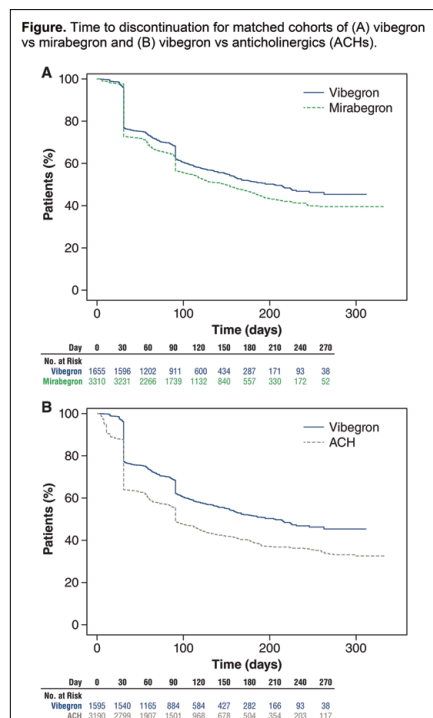 Figure. Time to discontinuation for matched cohorts of (A) vibegron
vs mirabegron and (B) vibegron vs anticholinergics (ACHs).
A
100
80
60
40
20
0
Patients (%)
Vibegron
Mirabegron
0 100 200 300
Time (days)
Day 0 30 60 90 120 150 180 210 240 270
No. at Risk
Vibegron 1655 1596 1202 911 600 434 287 171 93 38
Mirabegron 3310 3231 2266 1739 1132 840 557 330 172 52
B
100
80
60
40
20
0
Patients (%)
Vibegron
ACH
0 100 200 300
Time (days)
Day 0 30 60 90 120 150 180 210 240 270
No. at Risk
Vibegron 1595 1540 1165 884 584 427 282 166 93 38
ACH 3190 2799 1907 1501 968 678 504 354 203 117